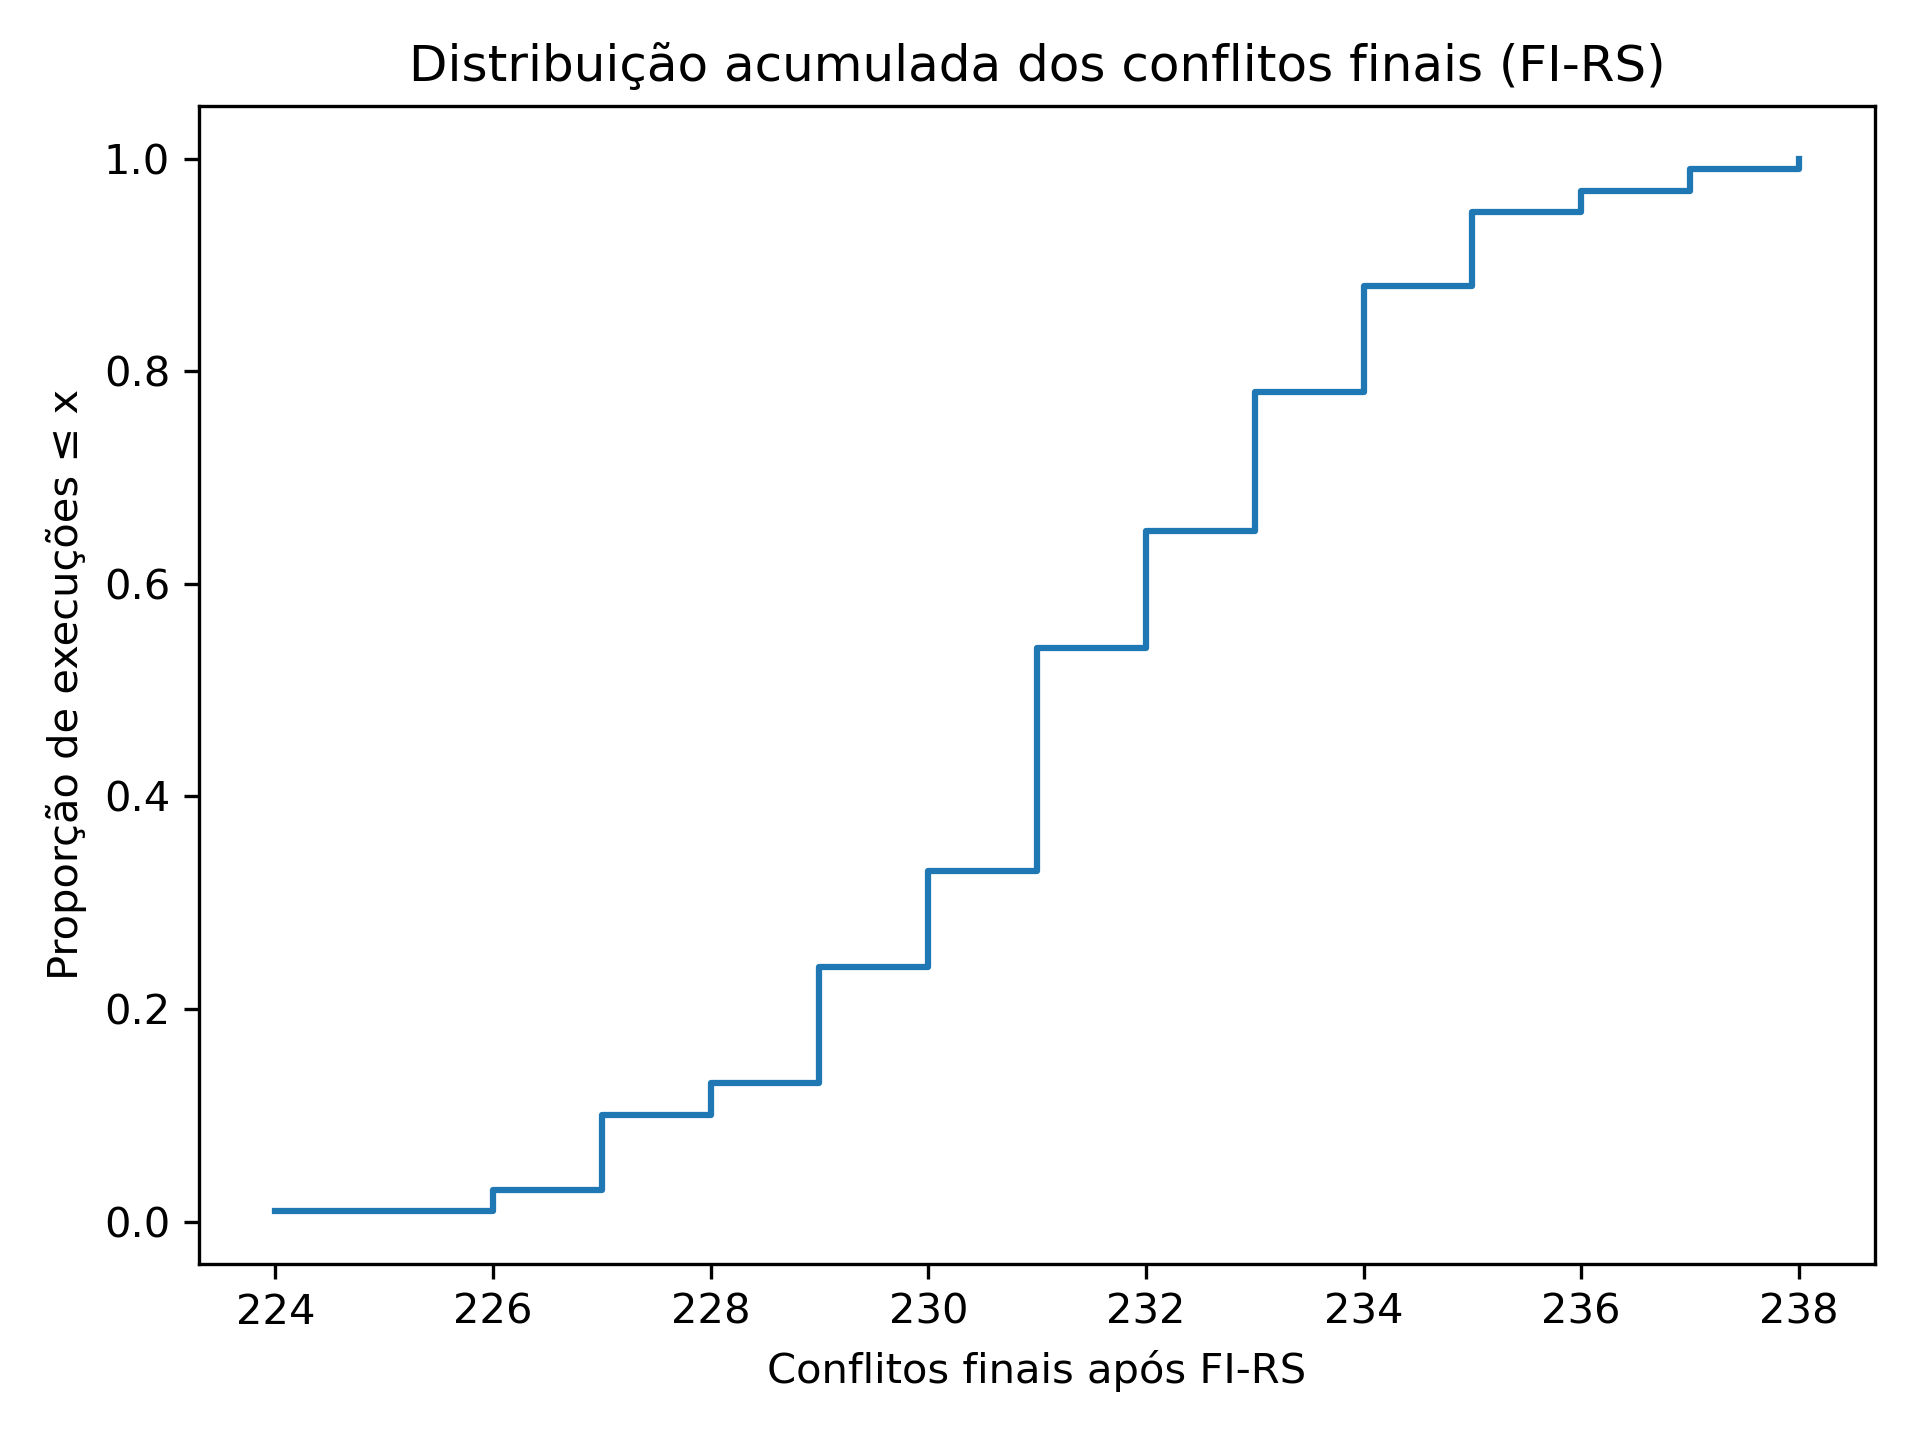 Distribuição acumulada dos conflitos finais (FI-RS)
Proporção de execuções ≤ x
1.0
0.8
0.6
0.4
0.2
0.0
224 226 228 230 232 234 236 238
Conflitos finais após FI-RS